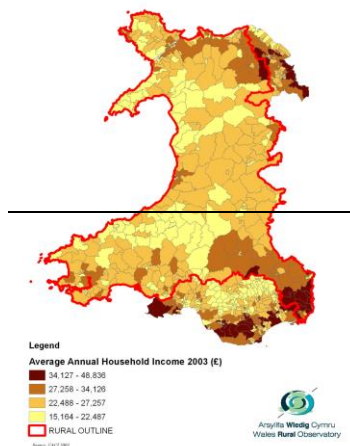 Legend
Average Annual Household Income 2003 (£)
34,127 - 48,836
27,258 - 34,126
22,488 - 27,257
15,164 - 22,487
RURAL OUTLINE
Arsyllfa Wledig Cymru
Wales Rural Observatory